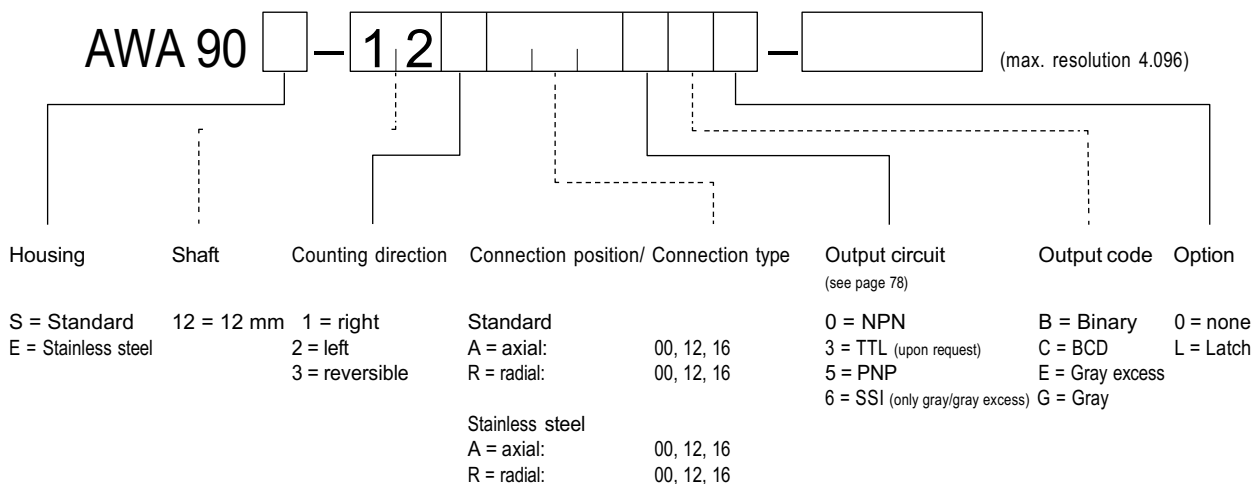 AWA 90 – 12 – (max. resolution 4.096)
Housing Shaft Counting direction Connection position/ Connection type Output circuit Output code Option
(see page 78)
S = Standard 12 = 12 mm 1 = right Standard 0 = NPN B = Binary 0 = none
E = Stainless steel 2 = left A = axial: 00, 12, 16 3 = TTL (upon request) C = BCD L = Latch
3 = reversible R = radial: 00, 12, 16 5 = PNP E = Gray excess
6 = SSI (only gray/gray excess) G = Gray
Stainless steel
A = axial: 00, 12, 16
R = radial: 00, 12, 16